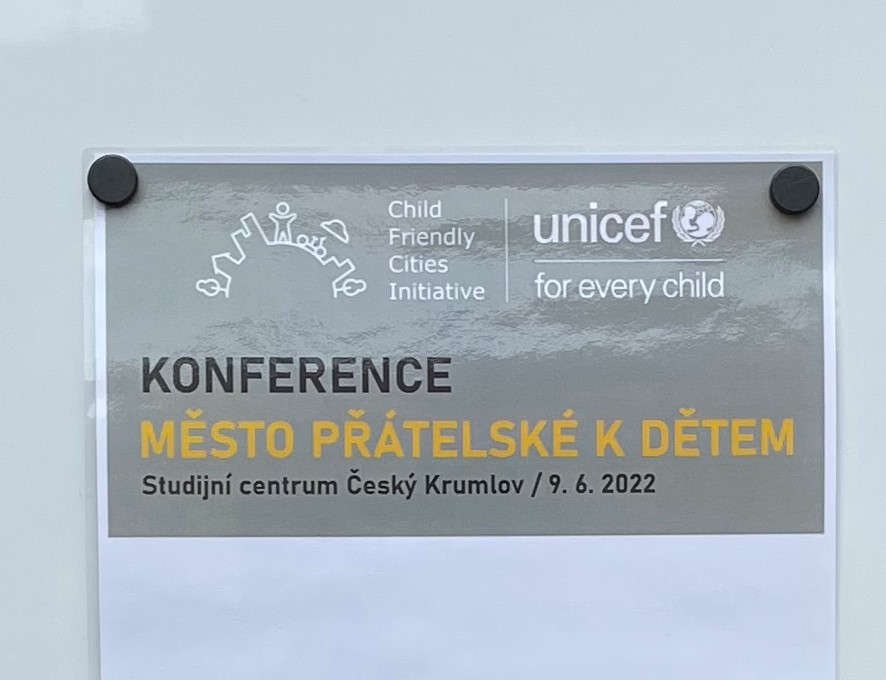 Child
Friendly
Cities
Initiative
unicef
for every child
KONFERENCE
MĚSTO PŘÁTELSKÉ K DĚTEM
Studijní centrum Český Krumlov / 9. 6. 2022